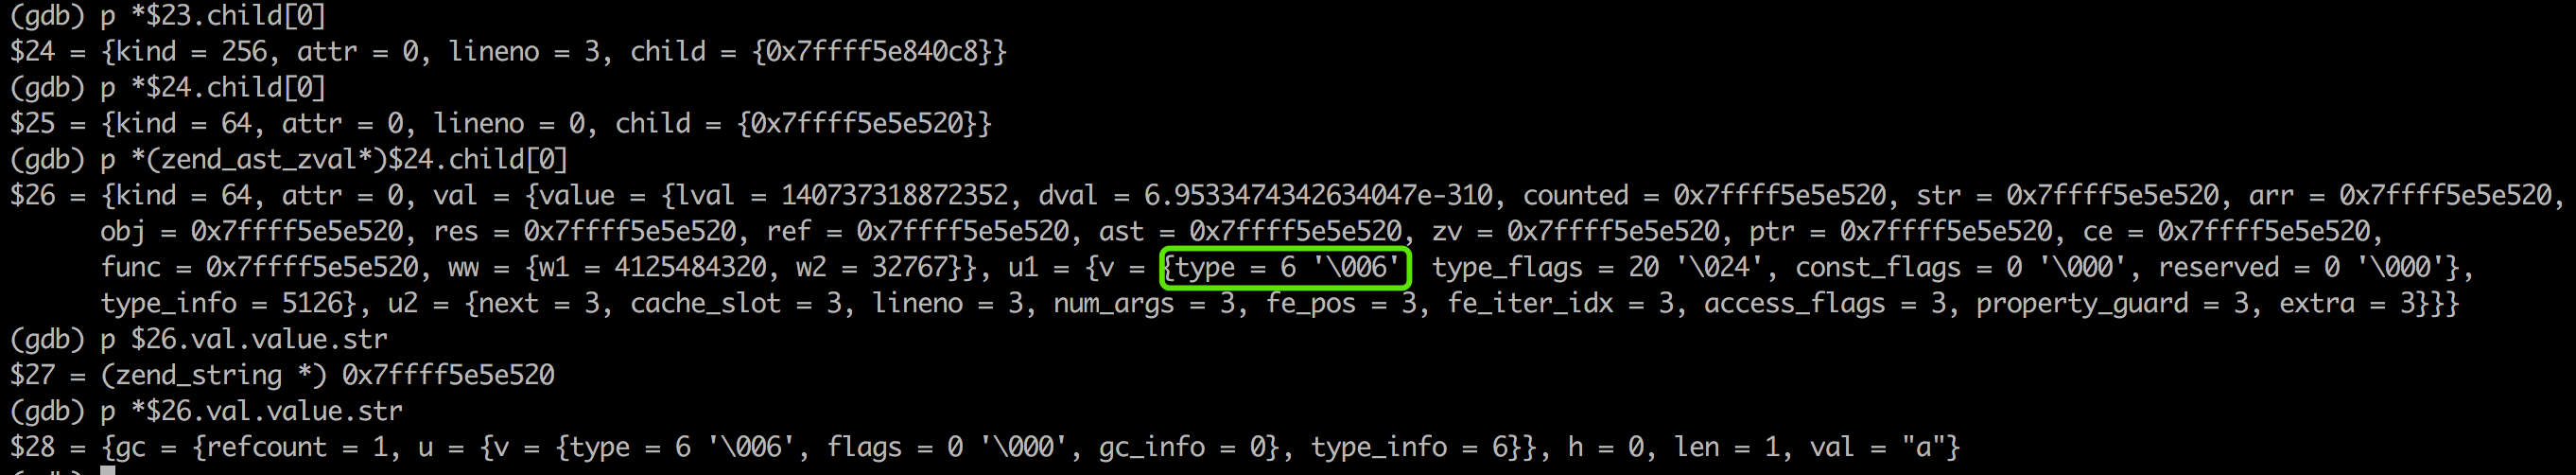 (gdb) p *$23.child[0]
$24 = {kind = 256, attr = 0, lineno = 3, child = {0x7ffff5e840c8}}
(gdb) p *$24.child[0]
$25 = {kind = 64, attr = 0, lineno = 0, child = {0x7ffff5e5e520}}
(gdb) p *(zend_ast_zval*)$24.child[0]
$26 = {kind = 64, attr = 0, val = {value = {lval = 140737318872352, dval = 6.9533474342634047e-310, counted = 0x7ffff5e5e520, str = 0x7ffff5e5e520, arr = 0x7ffff5e5e520,
obj = 0x7ffff5e5e520, res = 0x7ffff5e5e520, ref = 0x7ffff5e5e520, ast = 0x7ffff5e5e520, zv = 0x7ffff5e5e520, ptr = 0x7ffff5e5e520, ce = 0x7ffff5e5e520,
func = 0x7ffff5e5e520, ww = {w1 = 4125484320, w2 = 32767}}, u1 = {v = {type = 6 '\006' type_flags = 20 '\024', const_flags = 0 '\000', reserved = 0 '\000'},
type_info = 5126}, u2 = {next = 3, cache_slot = 3, lineno = 3, num_args = 3, fe_pos = 3, fe_iter_idx = 3, access_flags = 3, property_guard = 3, extra = 3}}}
(gdb) p $26.val.value.str
$27 = (zend_string *) 0x7ffff5e5e520
(gdb) p *$26.val.value.str
$28 = {gc = {refcount = 1, u = {v = {type = 6 '\006', flags = 0 '\000', gc_info = 0}, type_info = 6}}, h = 0, len = 1, val = "a"}